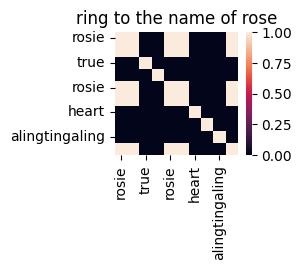 ring to the name of rose
rosie
true
rosie
heart
alingtingaling
1.00
0.75
0.50
0.25
0.00
rosie
true
rosie
heart
alingtingaling